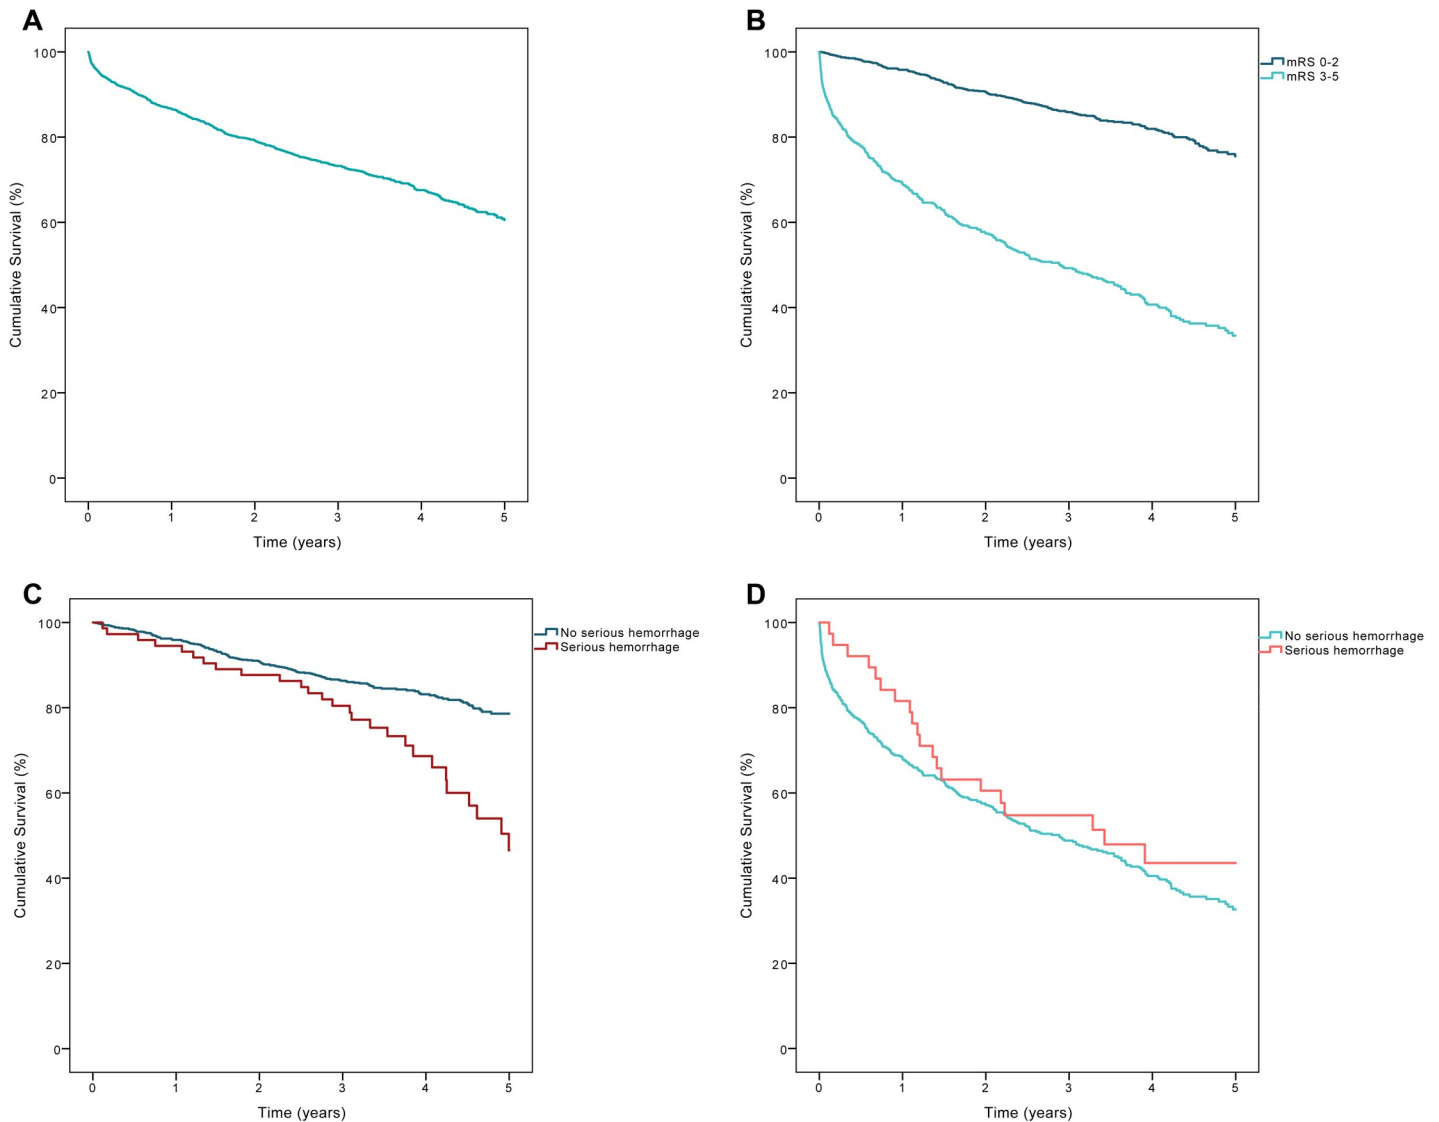 A
100
80
60
40
20
0
Cumulative Survival (%)
0 1 2 3 4 5
Time (years)
B
100
80
60
40
20
0
Cumulative Survival (%)
0 1 2 3 4 5
Time (years)
mRS 0-2
mRS 3-5
C
100
80
60
40
20
0
Cumulative Survival (%)
0 1 2 3 4 5
Time (years)
No serious hemorrhage
Serious hemorrhage
D
100
80
60
40
20
0
Cumulative Survival (%)
0 1 2 3 4 5
Time (years)
No serious hemorrhage
Serious hemorrhage